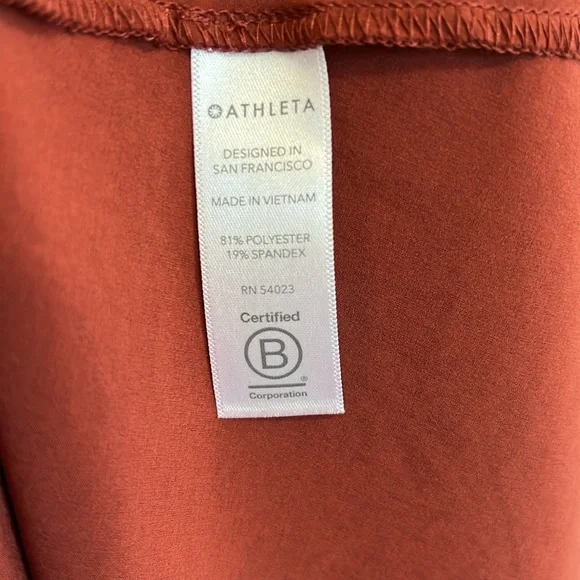 ATHLETA
DESIGNED IN
SAN FRANCISCO
MADE IN VIETNAM
81% POLYESTER
19% SPANDEX
RN 54023
Certified
B
®
Corporation